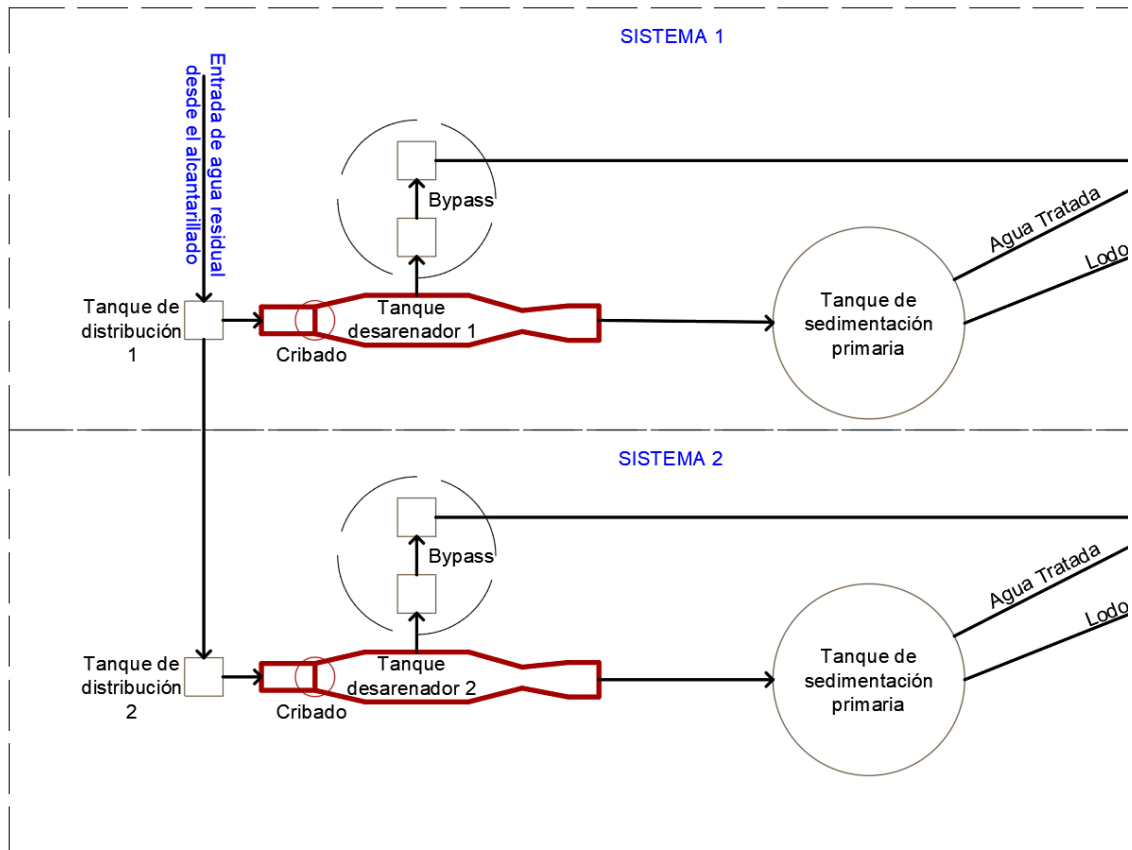 SISTEMA 1
Entrada de agua residual
desde el alcantarillado
Bypass
Agua Tratada
Lodo
Tanque de
distribución
1
Tanque
desarenador 1
Cribado
Tanque de
sedimentación
primaria
SISTEMA 2
Bypass
Agua Tratada
Lodo
Tanque de
distribución
2
Tanque
desarenador 2
Cribado
Tanque de
sedimentación
primaria